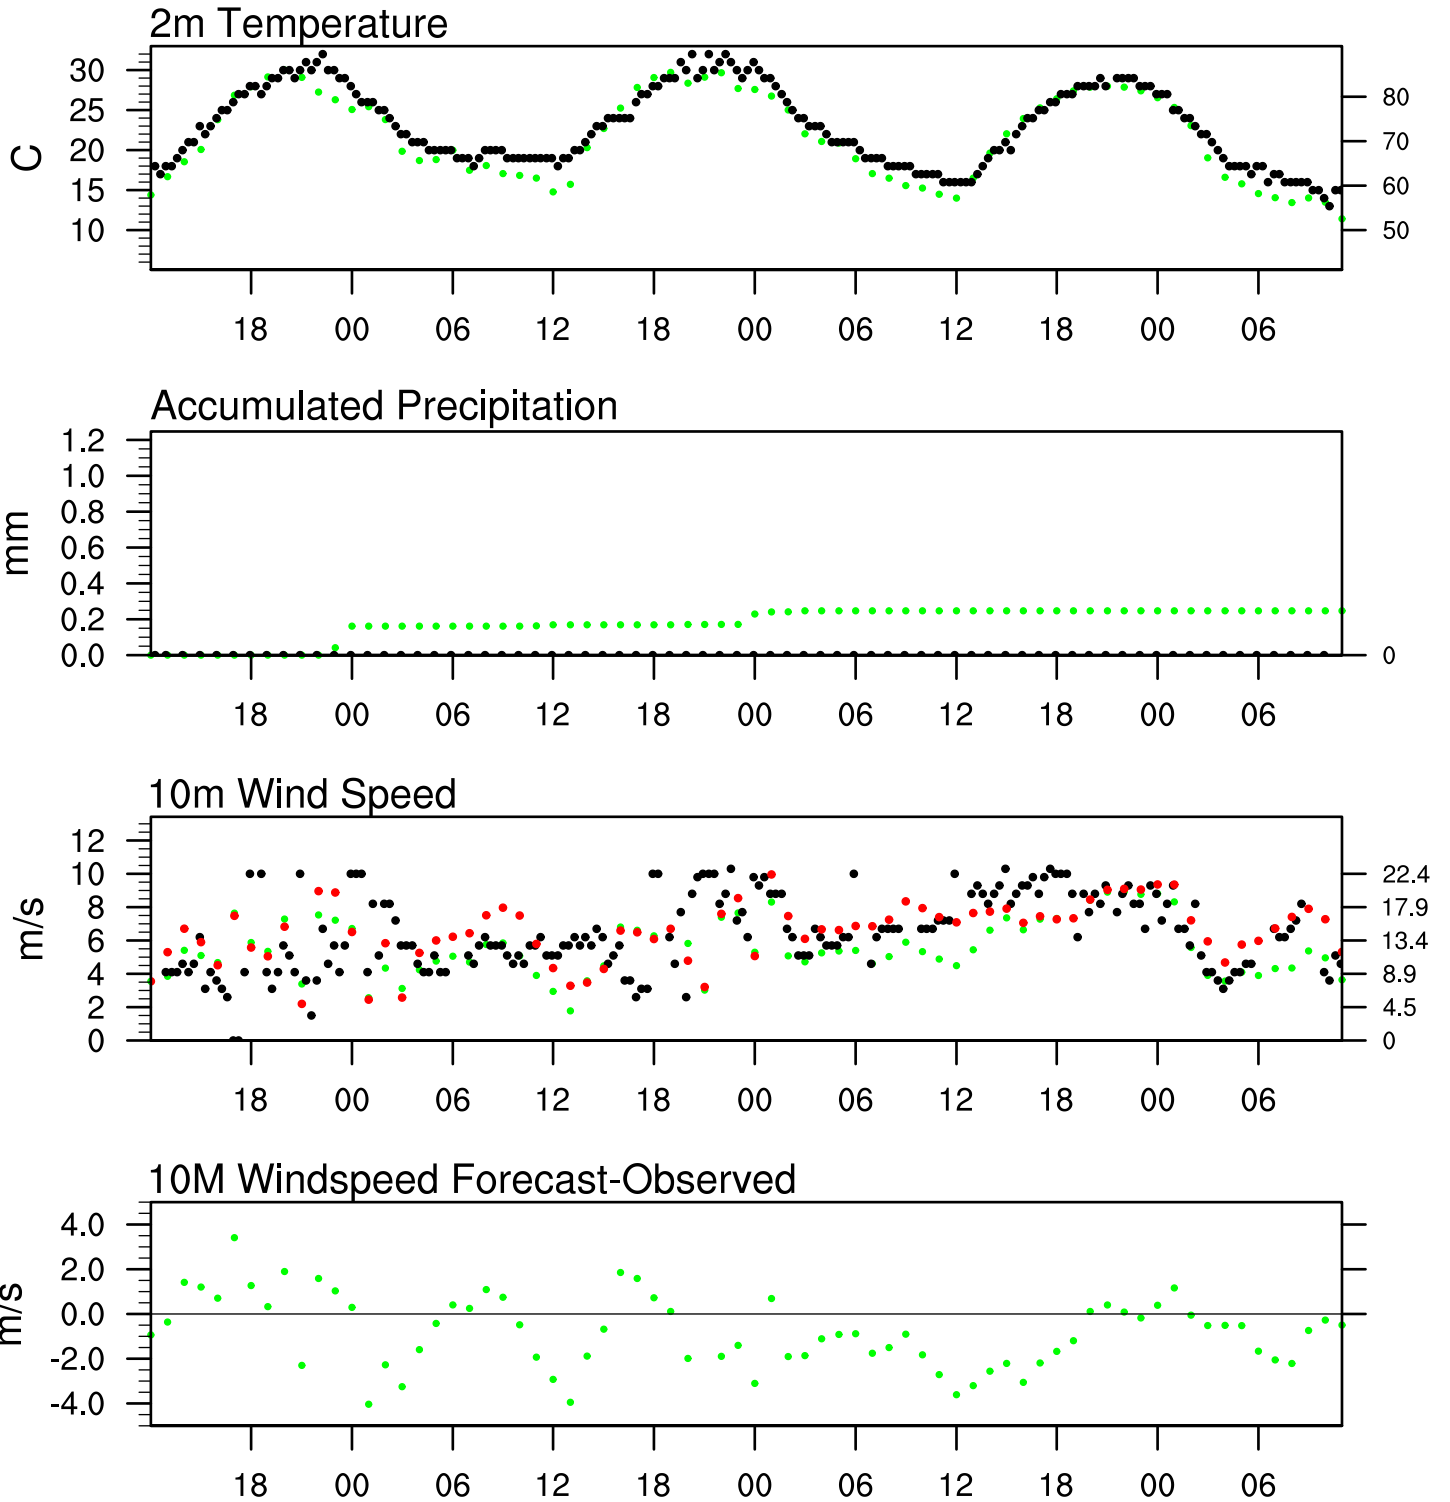 2m Temperature
30
25
20
15
10
C
80
70
60
50
18 00 06 12 18 00 06 12 18 00 06
Accumulated Precipitation
1.2
1.0
0.8
0.6
0.4
0.2
0.0
mm
0
18 00 06 12 18 00 06 12 18 00 06
10m Wind Speed
12
10
8
6
4
2
0
m/s
22.4
17.9
13.4
8.9
4.5
0
18 00 06 12 18 00 06 12 18 00 06
10M Windspeed Forecast-Observed
4.0
2.0
0.0
-2.0
-4.0
m/s
18 00 06 12 18 00 06 12 18 00 06